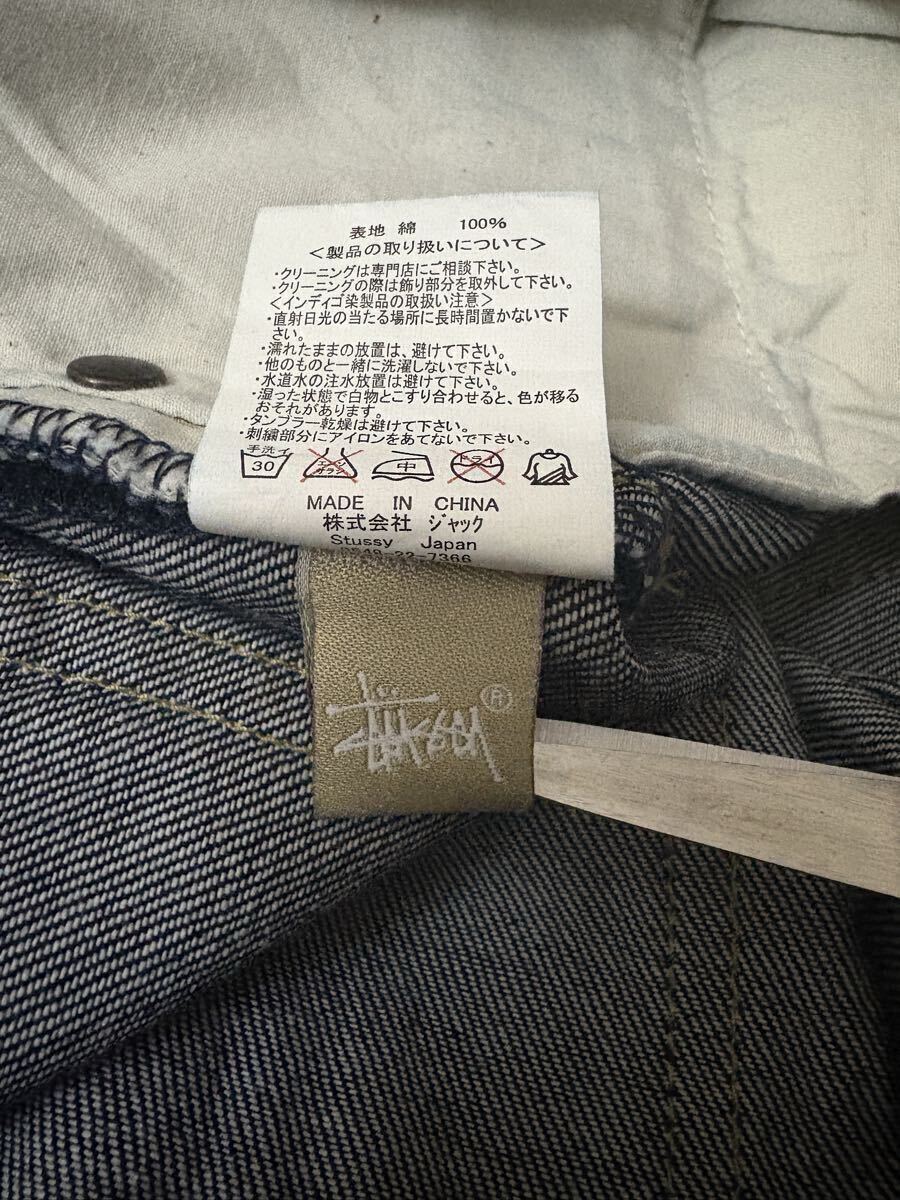 表地 綿 100%
<製品の取り扱いについて>
・クリーニングは専門店にご相談下さい。
・クリーニングの際は飾り部分を取外して下さい。
<インディゴ染製品の取扱い注意>
・直射日光の当たる場所に長時間置かないで下
さい。
・濡れたままの放置は、避けて下さい。
・他のものと一緒に洗濯しないで下さい。
・水道水の注水放置は避けて下さい。
・湿った状態で白物とこすり合わせると、色が移る
おそれがあります。
・タンブラー乾燥は避けて下さい。
・刺繍部分にアイロンをあてないで下さい。
手洗イ
30
エンソ
サラシ
中
ドライ
MADE IN CHINA
株式会社 ジャック
Stussy Japan
0548-22-7366
Stüssy ®